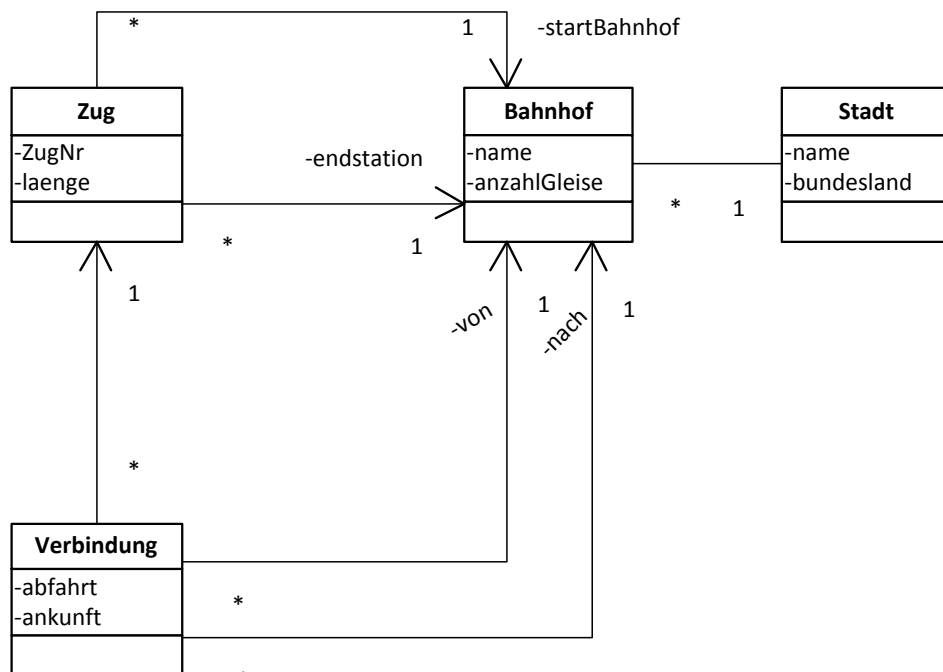 *
1
-startBahnhof
Zug
-ZugNr
-laenge
-endstation
*
1
Bahnhof
-name
-anzahlGleise
*
1
Stadt
-name
-bundesland
1
*
-von
1
-nach
1
Verbindung
-abfahrt
-ankunft
*